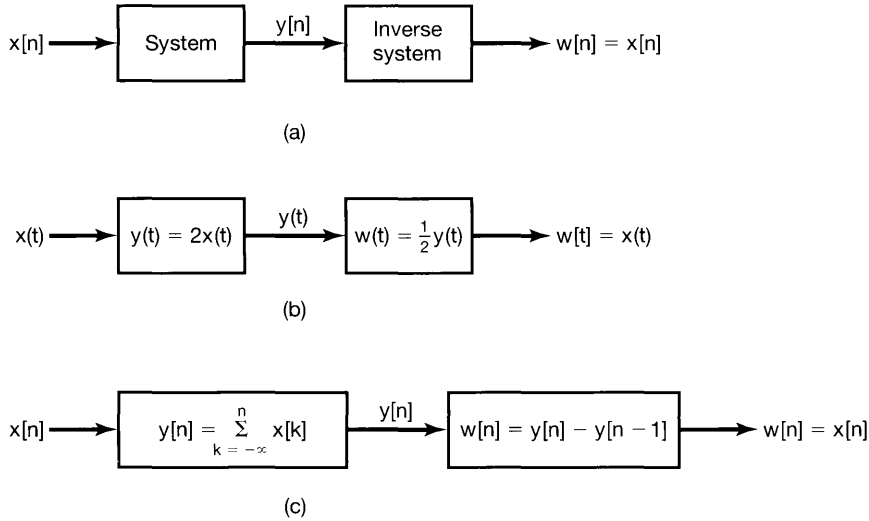 x[n] System y[n] Inverse system w[n] = x[n]
(a)
x(t) y(t) = 2x(t) y(t) w(t) = 1/2 y(t) w[t] = x(t)
(b)
x[n] y[n] = n Σ k = −∞ x[k] y[n] w[n] = y[n] − y[n − 1] w[n] = x[n]
(c)